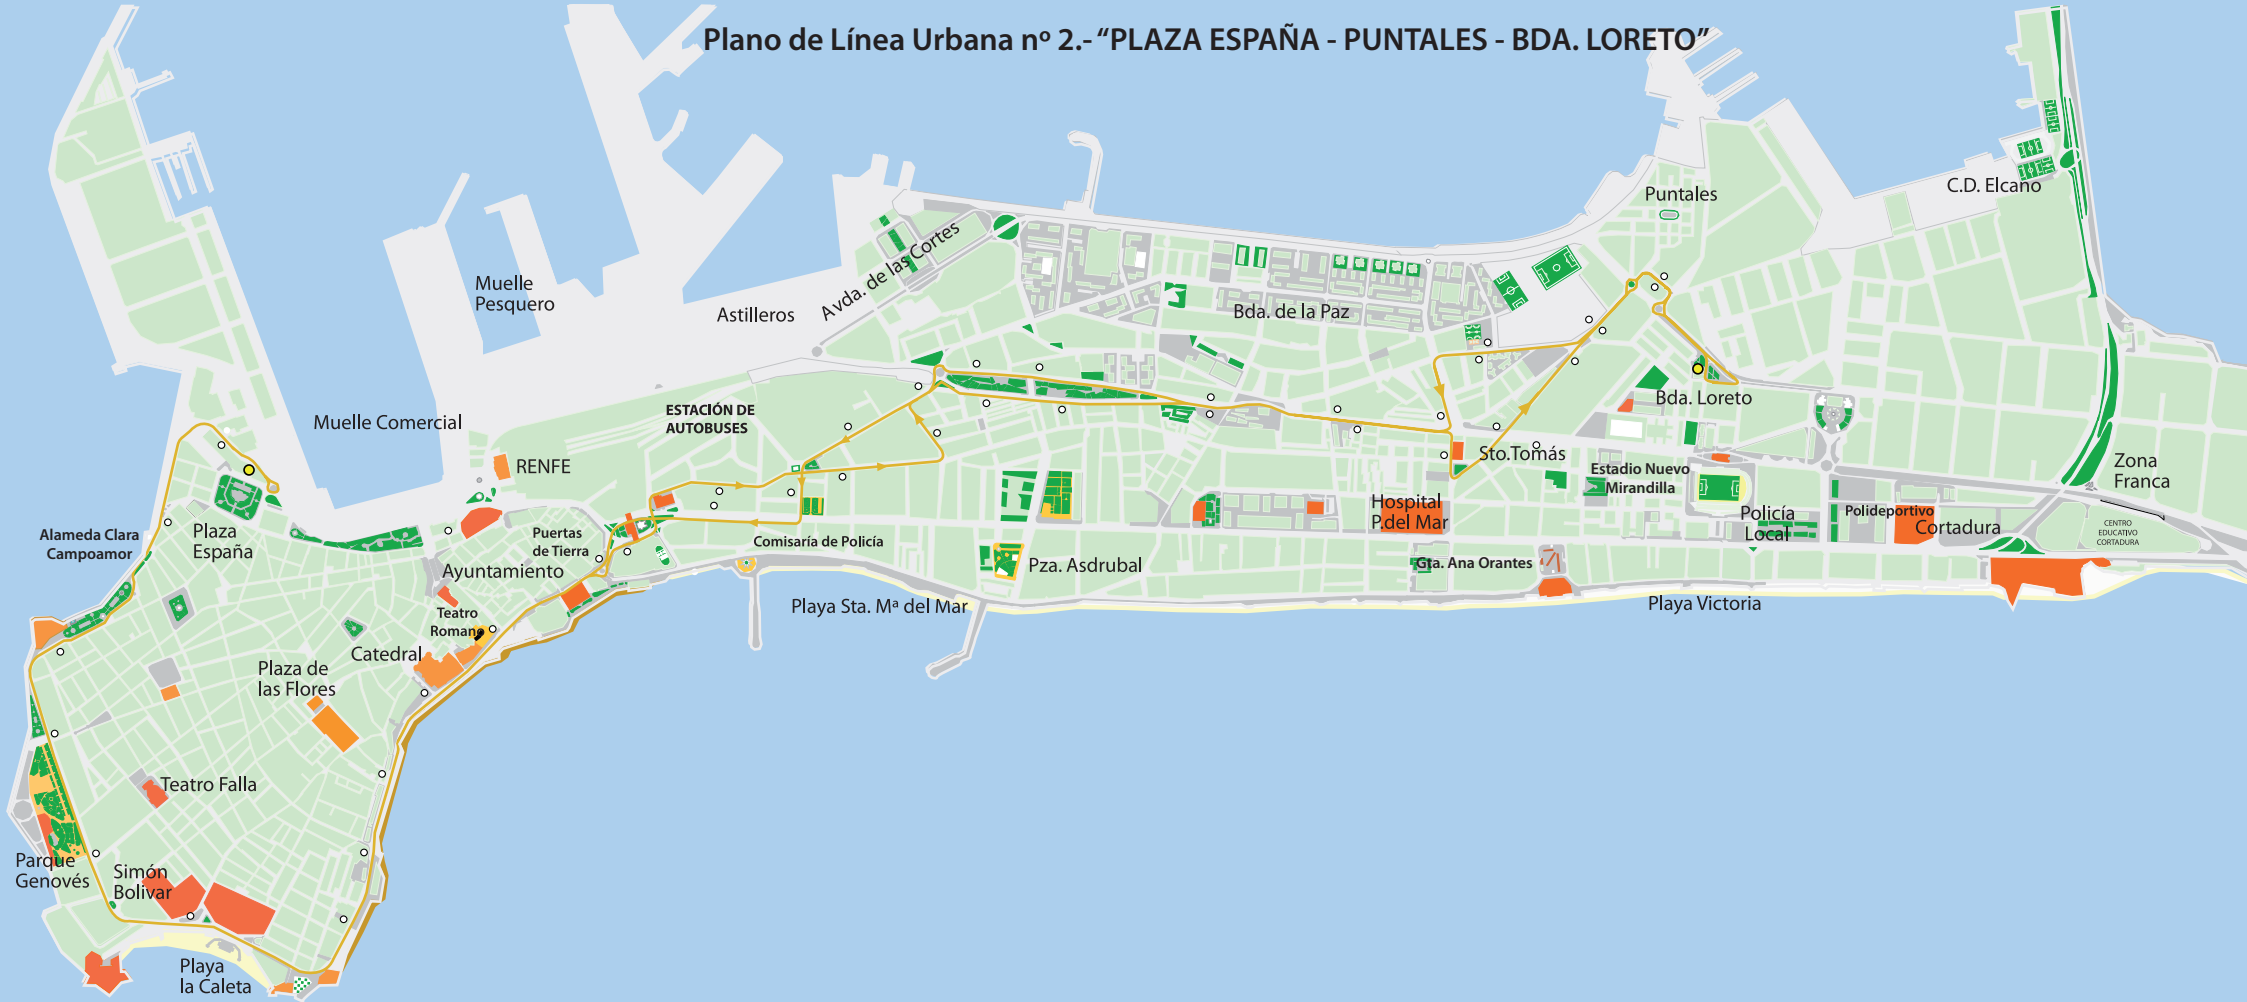 Plano de Línea Urbana nº 2.- “PLAZA ESPAÑA - PUNTALES - BDA. LORETO”
C.D. Elcano
Puntales
Avda. de las Cortes
Muelle
Pesquero
Astilleros
Bda. de la Paz
Muelle Comercial
ESTACIÓN DE
AUTOBUSES
Bda. Loreto
RENFE
Sto.Tomás
Estadio Nuevo
Mirandilla
Zona
Franca
Hospital
P.del Mar
Policía
Local
Polideportivo
Cortadura
CENTRO
EDUCATIVO
CORTADURA
Alameda Clara
Campoamor
Plaza
España
Puertas
de Tierra
Comisaría de Policía
Ayuntamiento
Pza. Asdrubal
Gta. Ana Orantes
Teatro
Romano
Playa Sta. Mª del Mar
Playa Victoria
Catedral
Plaza de
las Flores
Teatro Falla
Parque
Genovés
Simón
Bolivar
Playa
la Caleta